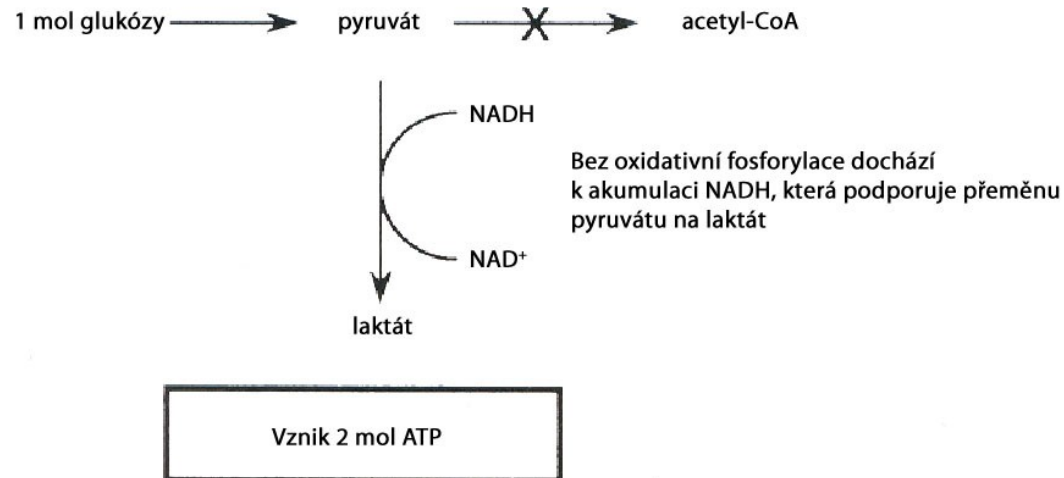 1 mol glukózy
pyruvát
acetyl-CoA
NADH
Bez oxidativní fosforylace dochází
k akumulaci NADH, která podporuje přeměnu
pyruvátu na laktát
NAD⁺
laktát
Vznik 2 mol ATP